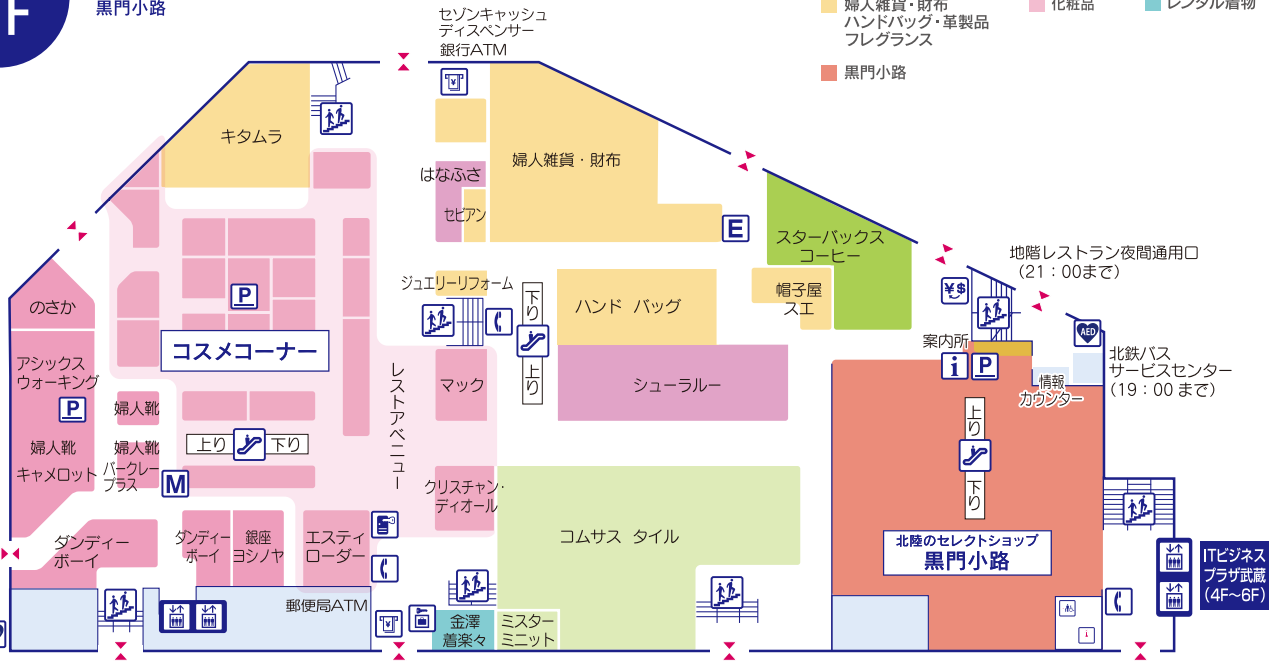 F
黒門小路
セゾンキャッシュ
ディスペンサー
銀行ATM
婦人雑貨・財布
ハンドバッグ・革製品
フレグランス
化粧品
レンタル着物
黒門小路
キタムラ
はなふさ
セビアン
婦人雑貨・財布
E
スターバックス
コーヒー
地階レストラン夜間通用口
(21:00まで)
¥$
AED
のさか
P
コスメコーナー
ジュエリーリフォーム
下り
上り
ハンド バッグ
帽子屋
スエ
案内所
i
P
情報
カウンター
北鉄バス
サービスセンター
(19:00まで)
アシックス
ウォーキング
P
婦人靴
キャメロット
婦人靴
婦人靴
バークレー
プラス
M
上り
下り
レストアベニュー
マック
シューラルー
クリスチャン・
ディオール
コムサス タイル
上り
下り
北陸のセレクトショップ
黒門小路
ダンディー
ボーイ
ダンディー
ボーイ
銀座
ヨシノヤ
エスティ
ローダー
郵便局ATM
¥
金澤
着楽々
ミスター
ミニット
ITビジネス
プラザ武蔵
(4F～6F)